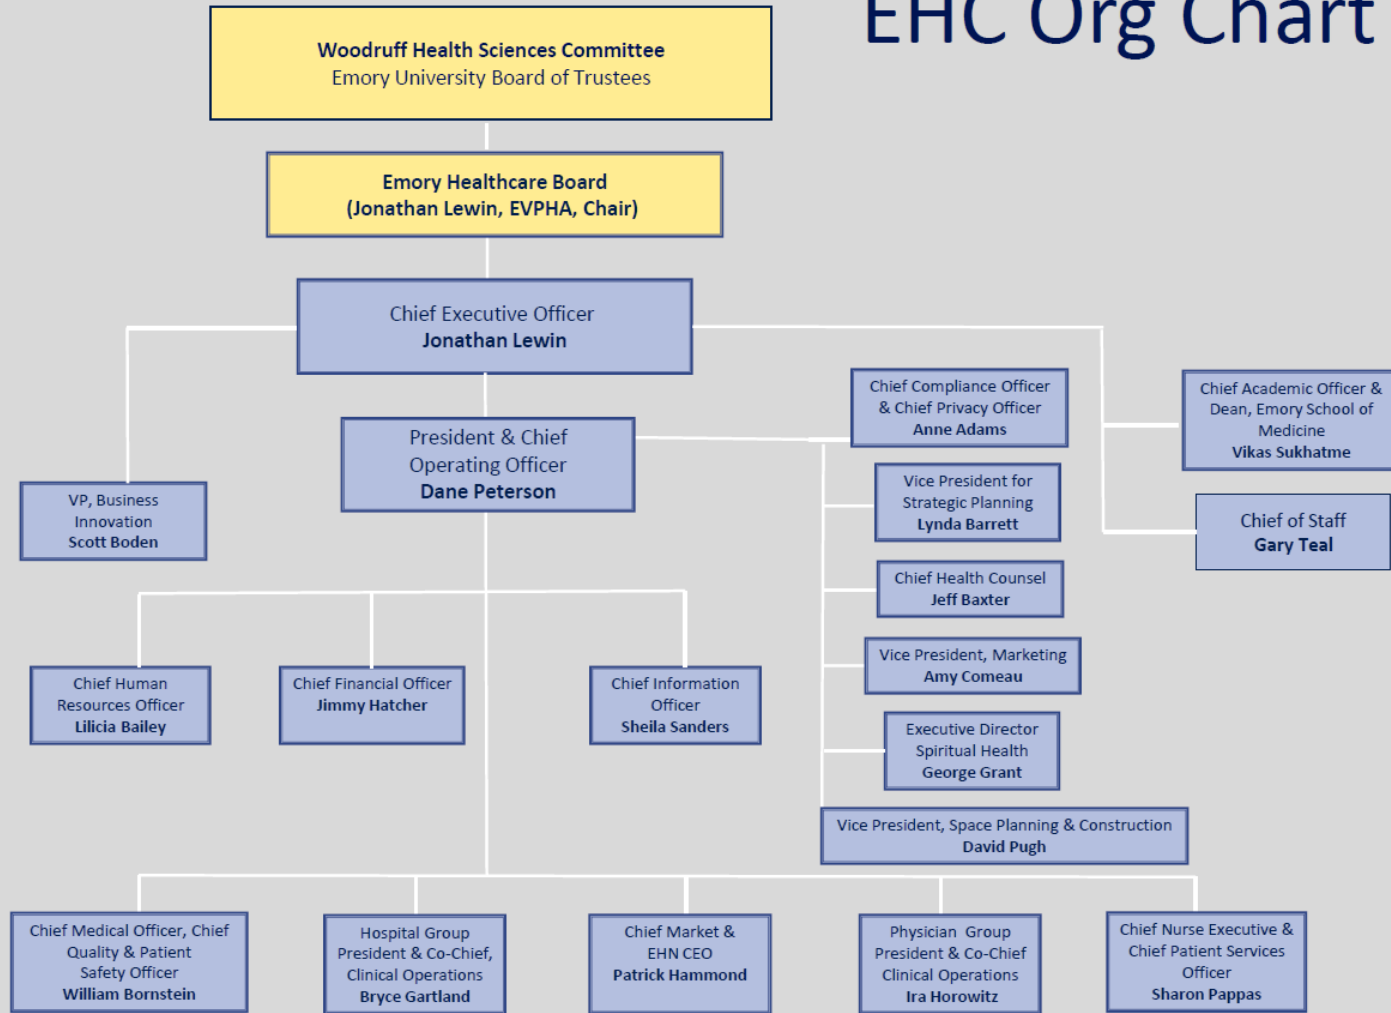 EHC Org Chart
Woodruff Health Sciences Committee
Emory University Board of Trustees
Emory Healthcare Board
(Jonathan Lewin, EVPHA, Chair)
Chief Executive Officer
Jonathan Lewin
President & Chief
Operating Officer
Dane Peterson
VP, Business
Innovation
Scott Boden
Chief Compliance Officer
& Chief Privacy Officer
Anne Adams
Vice President for
Strategic Planning
Lynda Barrett
Chief Health Counsel
Jeff Baxter
Vice President, Marketing
Amy Comeau
Executive Director
Spiritual Health
George Grant
Vice President, Space Planning & Construction
David Pugh
Chief Academic Officer &
Dean, Emory School of
Medicine
Vikas Sukhatme
Chief of Staff
Gary Teal
Chief Human
Resources Officer
Lilicia Bailey
Chief Financial Officer
Jimmy Hatcher
Chief Information
Officer
Sheila Sanders
Chief Medical Officer, Chief
Quality & Patient
Safety Officer
William Bornstein
Hospital Group
President & Co-Chief,
Clinical Operations
Bryce Gartland
Chief Market &
EHN CEO
Patrick Hammond
Physician Group
President & Co-Chief
Clinical Operations
Ira Horowitz
Chief Nurse Executive &
Chief Patient Services
Officer
Sharon Pappas